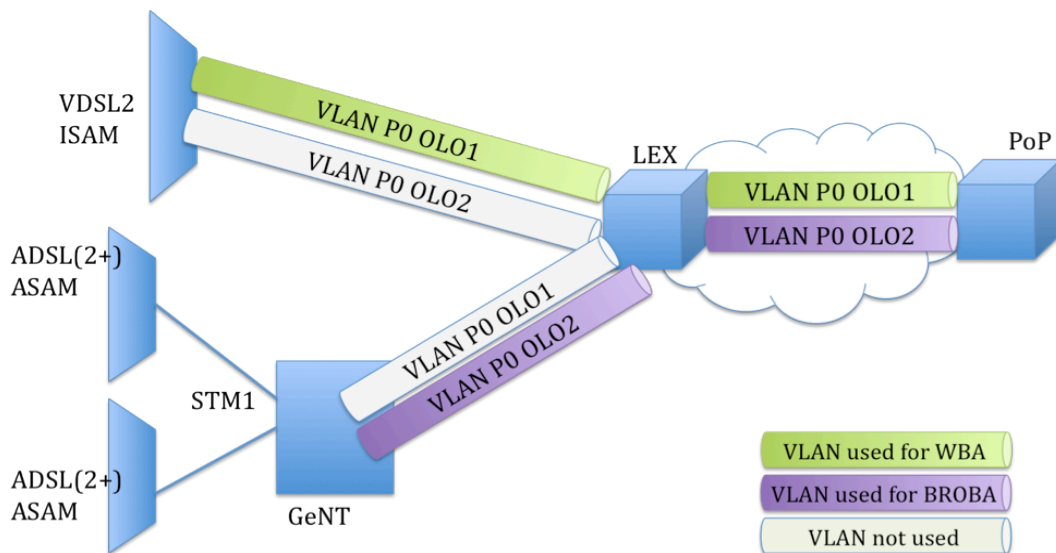 VDSL2
ISAM
VLAN P0 OLO1
VLAN P0 OLO2
LEX
PoP
VLAN P0 OLO1
VLAN P0 OLO2
ADSL(2+)
ASAM
VLAN P0 OLO1
VLAN P0 OLO2
STM1
ADSL(2+)
ASAM
GeNT
VLAN used for WBA
VLAN used for BROBA
VLAN not used